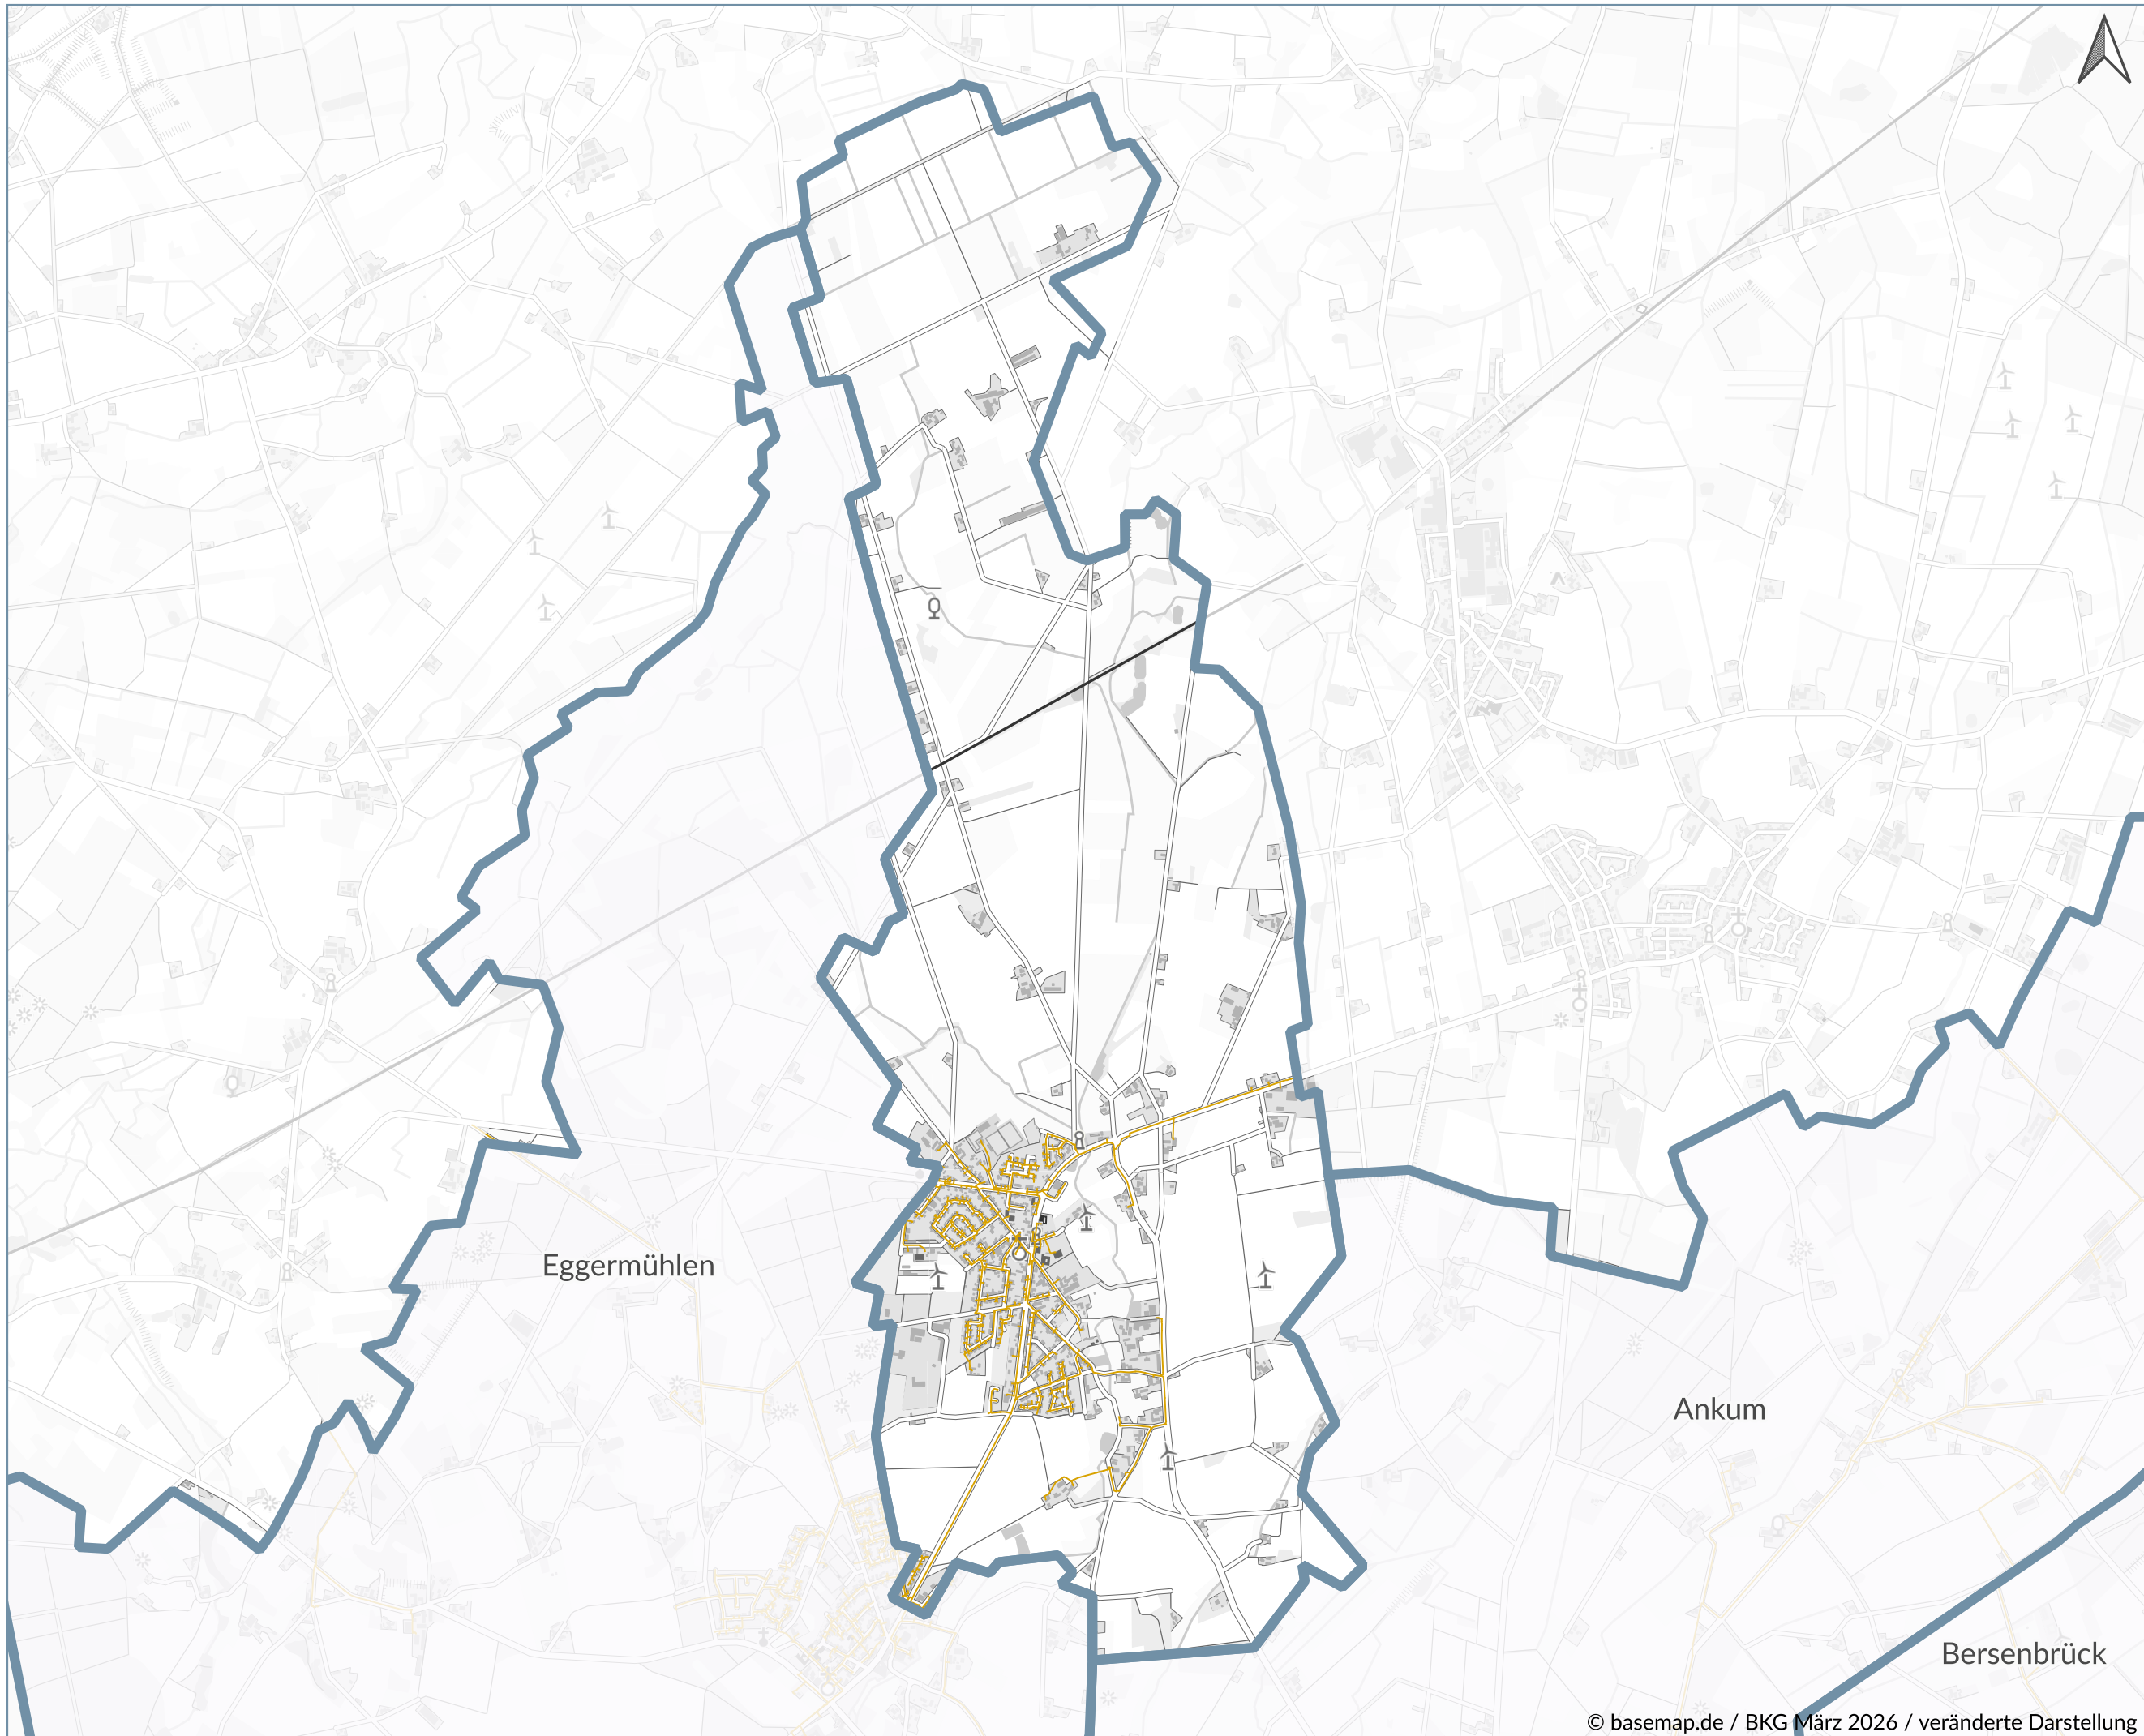 Eggermühlen
Ankum
Bersenbrück
© basemap.de / BKG März 2026 / veränderte Darstellung